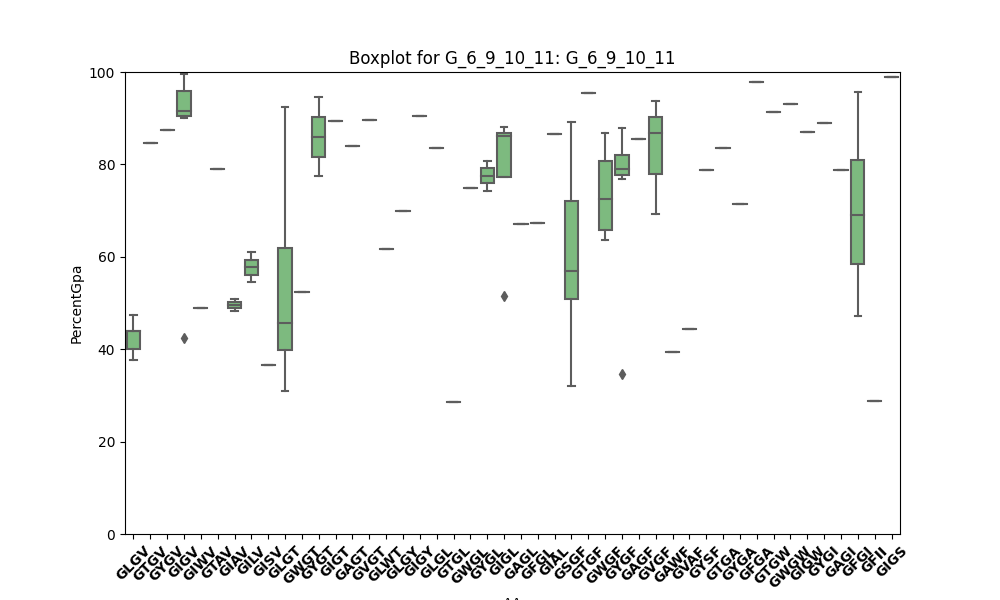 Boxplot for G_6_9_10_11: G_6_9_10_11
PercentGpa
100
80
60
40
20
0
GLGV GTGV GYGV GIGV GIWV GTAV GIAV GILV GISV GLGT GWGT GYGT GIGT GAGT GVGT GLWT GLGY GIGY GLGL GTGL GWGL GYGL GIGL GAGL GFGL GIAL GSGF GTGF GWGF GYGF GAGF GVGF GAWF GVAF GYSF GTGA GYGA GFGA GTGW GWGW GIGW GYGI GAGI GFGI GFII GIGS